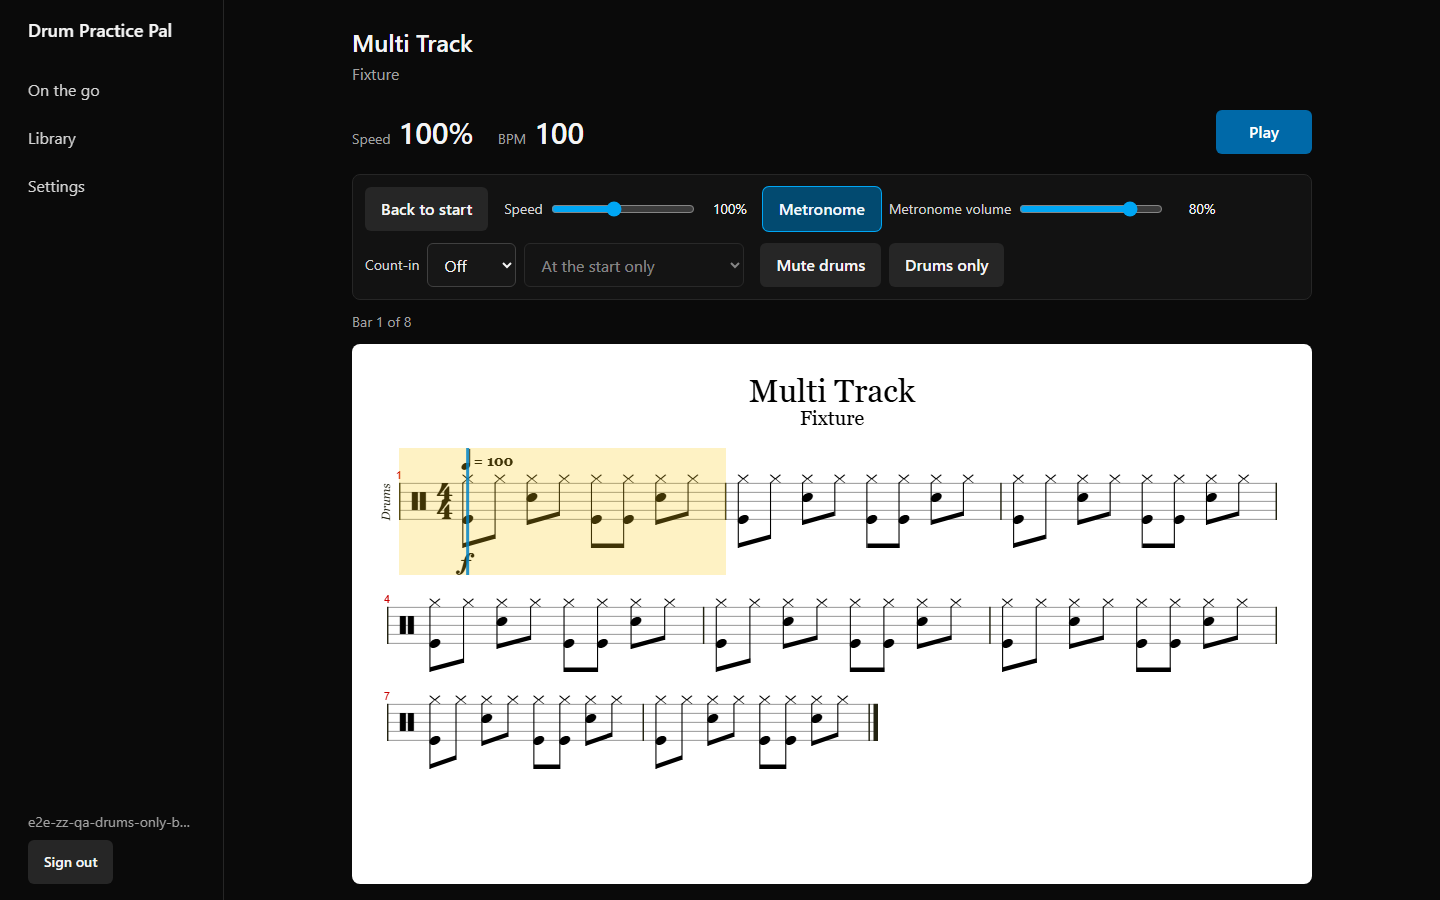 Drum Practice Pal
On the go
Library
Settings
e2e-zz-qa-drums-only-b...
Sign out
Multi Track
Fixture
Speed 100% BPM 100
Play
Back to start Speed 100% Metronome Metronome volume 80%
Count-in Off At the start only Mute drums Drums only
Bar 1 of 8
Multi Track
Fixture
= 100
1
Drums
4
4
f
4
7